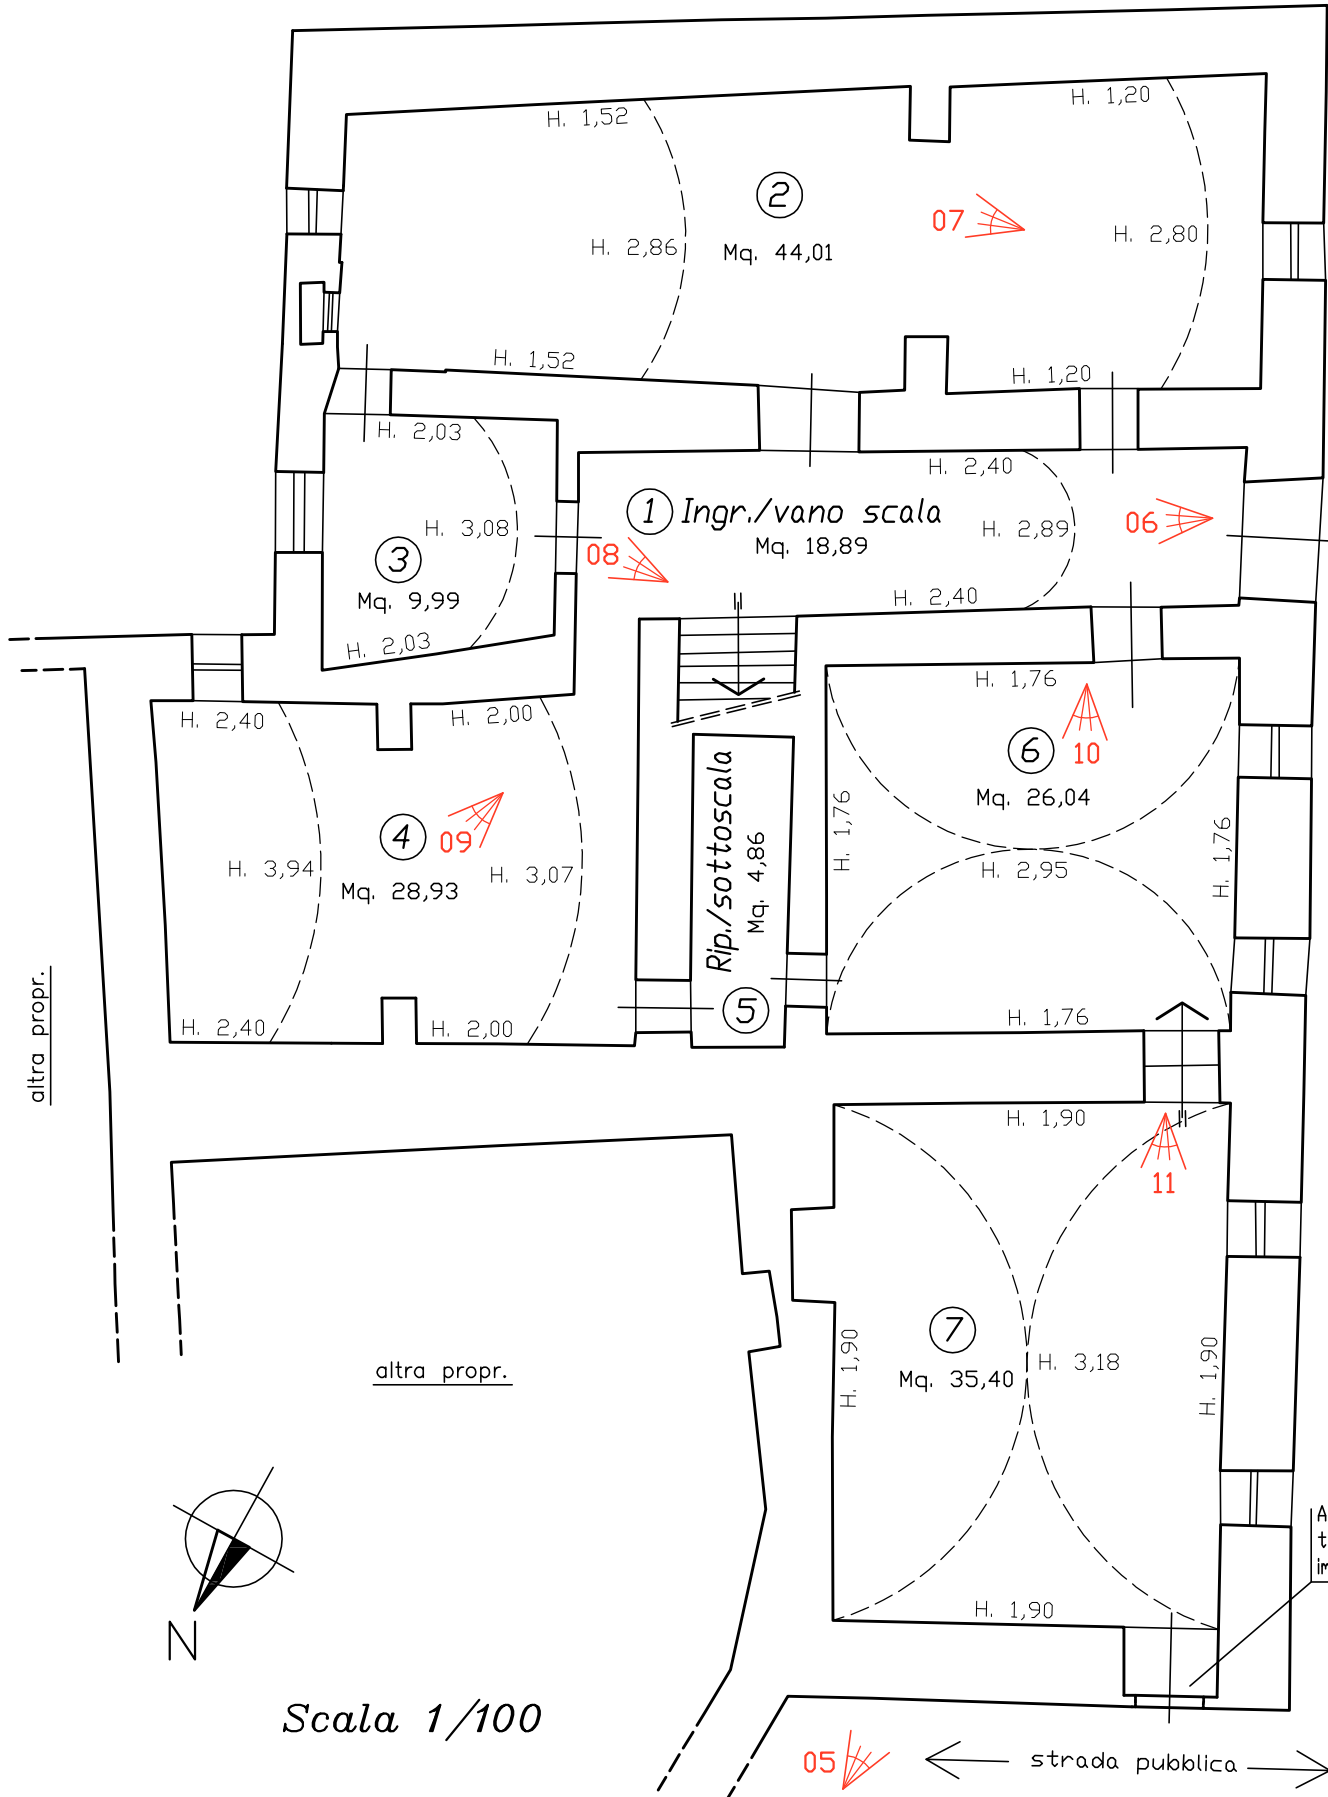 H. 1,52
H. 1,20
2
07
H. 2,86
Mq. 44,01
H. 2,80
H. 1,52
H. 1,20
H. 2,03
H. 2,40
1 Ingr./vano scala
06
H. 3,08
08
Mq. 18,89
H. 2,89
3
Mq. 9,99
H. 2,40
H. 2,03
H. 2,40
H. 2,00
H. 1,76
6
10
Mq. 26,04
H. 1,76
H. 1,76
4
09
H. 3,94
Mq. 28,93
H. 3,07
Rip./sottoscala
Mq. 4,86
H. 2,95
5
H. 2,40
H. 2,00
H. 1,76
altra propr.
H. 1,90
11
7
H. 1,90
Mq. 35,40
H. 3,18
H. 1,90
altra propr.
H. 1,90
N
Scala 1/100
05
strada pubblica